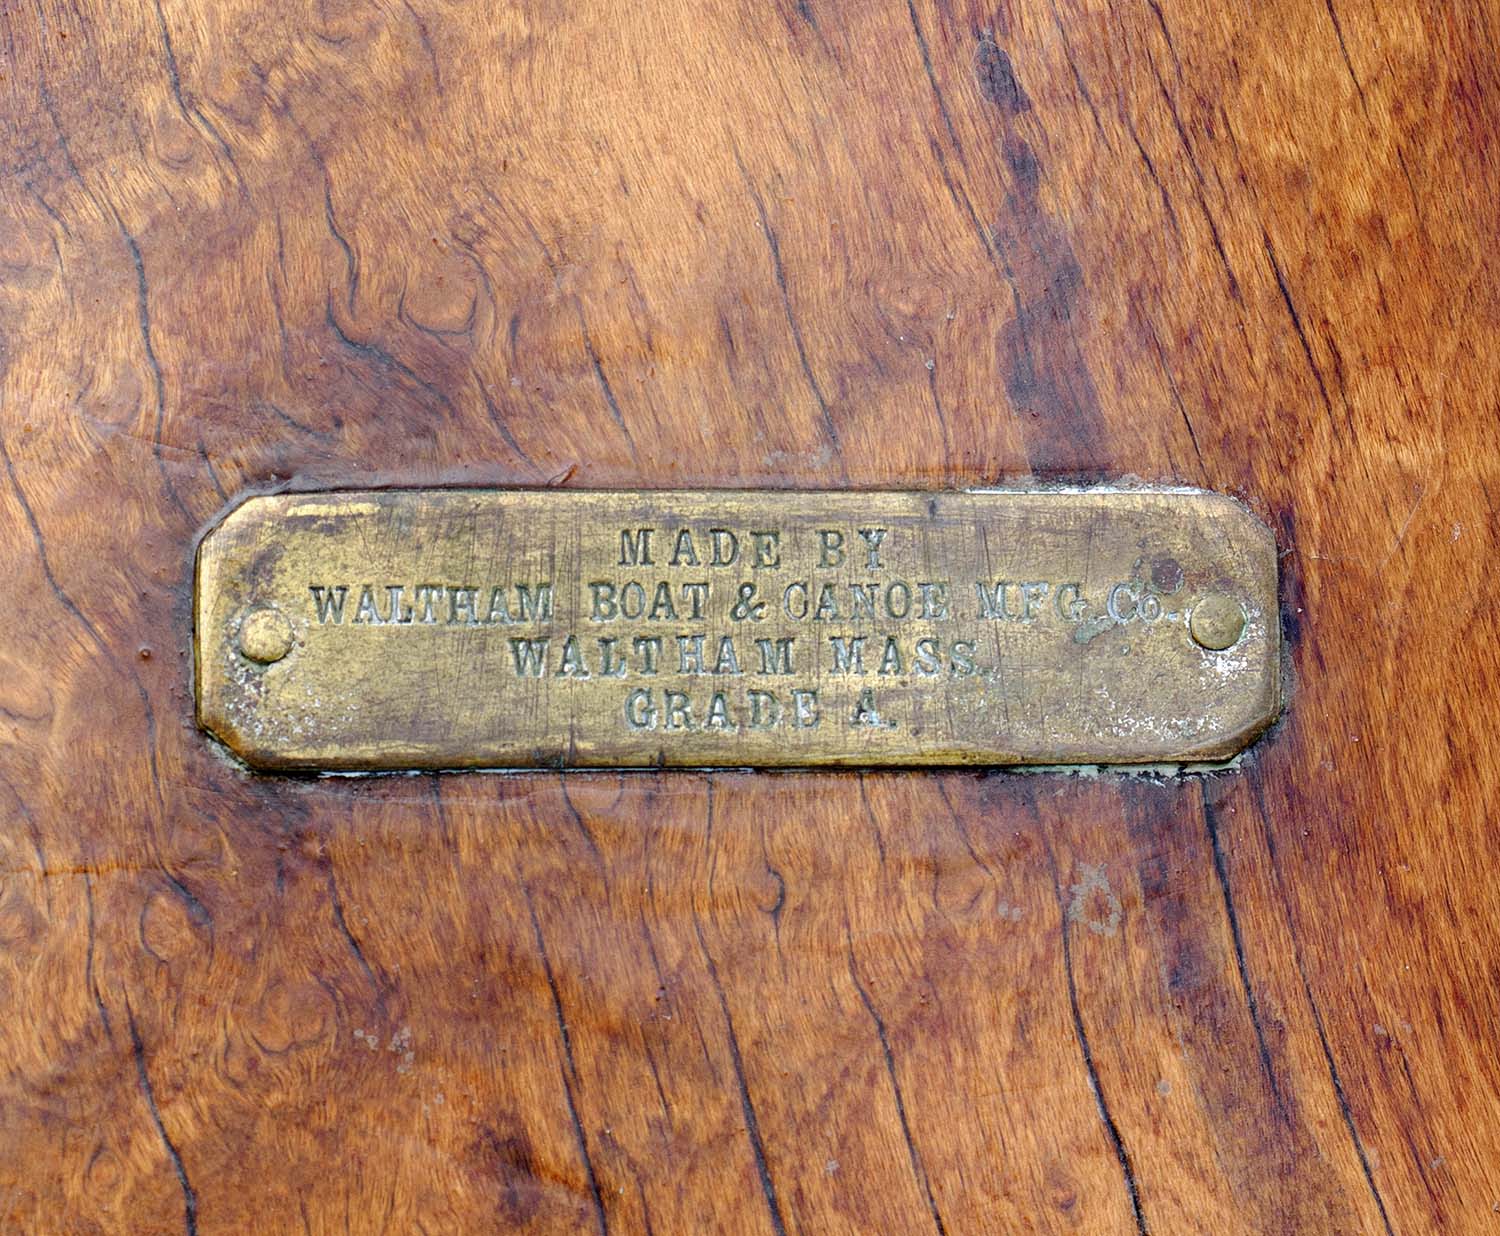 MADE BY
WALTHAM BOAT & CANOE MFG. Co.
WALTHAM MASS.
GRADE A.